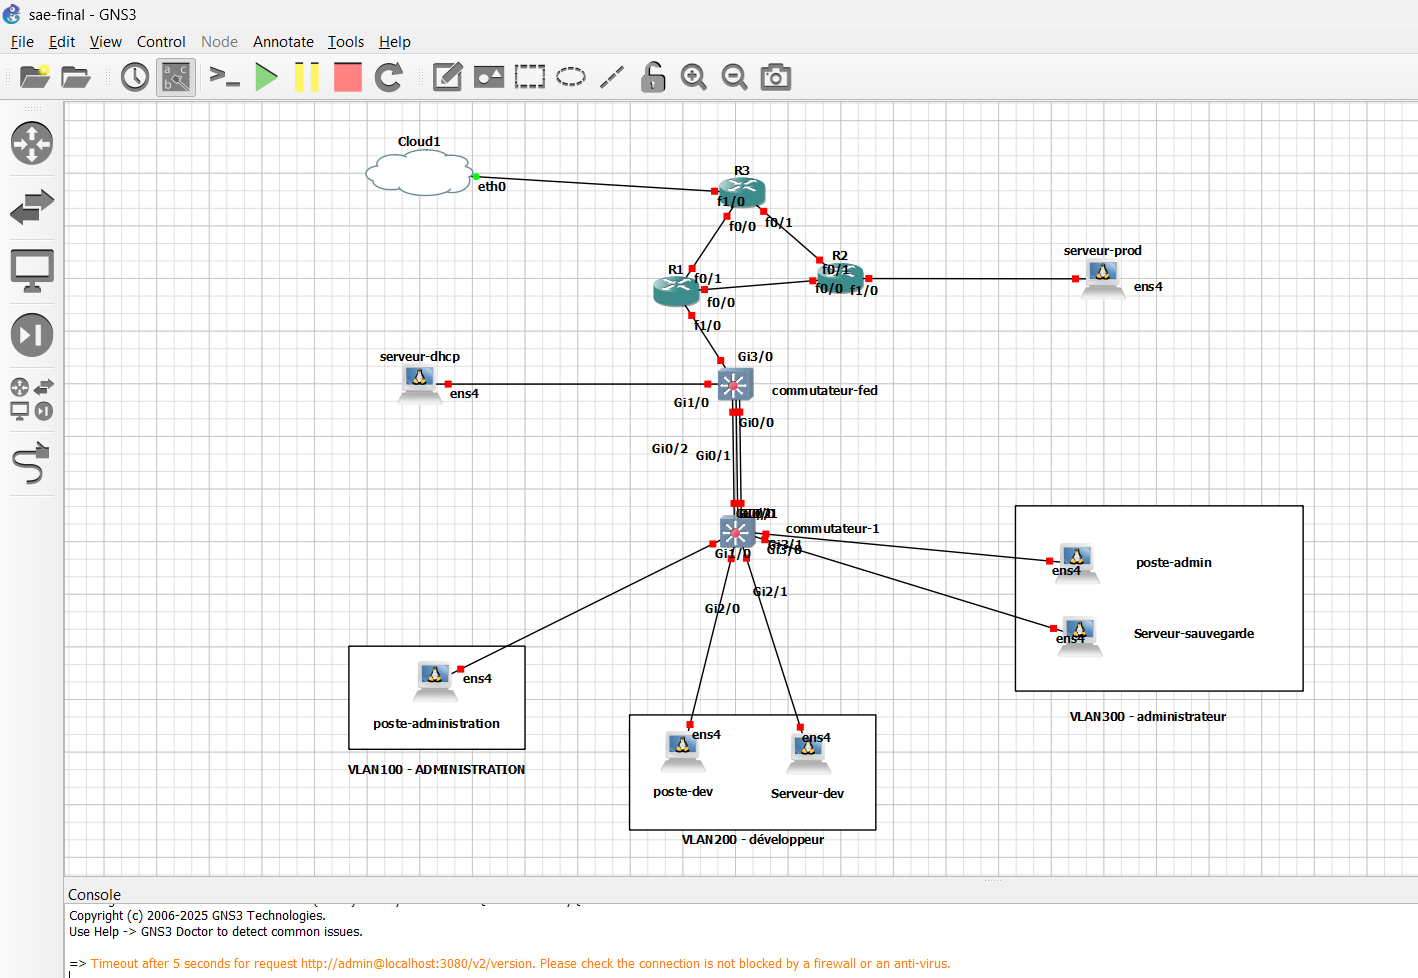 sae-final - GNS3
File Edit View Control Node Annotate Tools Help
Cloud1
eth0
R3
f1/0
f0/0
f0/1
R1
f0/1
f0/0
f1/0
R2
f0/1
f0/0
f1/0
serveur-prod
ens4
serveur-dhcp
ens4
Gi3/0
commutateur-fed
Gi1/0
Gi0/0
Gi0/2
Gi0/1
commutateur-1
Gi3/1
Gi3/0
Gi1/0
Gi2/1
Gi2/0
ens4
poste-admin
ens4
Serveur-sauvegarde
VLAN300 - administrateur
ens4
poste-administration
VLAN100 - ADMINISTRATION
ens4
ens4
poste-dev
Serveur-dev
VLAN200 - développeur
Console
Copyright (c) 2006-2025 GNS3 Technologies.
Use Help -> GNS3 Doctor to detect common issues.
=> Timeout after 5 seconds for request http://admin@localhost:3080/v2/version. Please check the connection is not blocked by a firewall or an anti-virus.